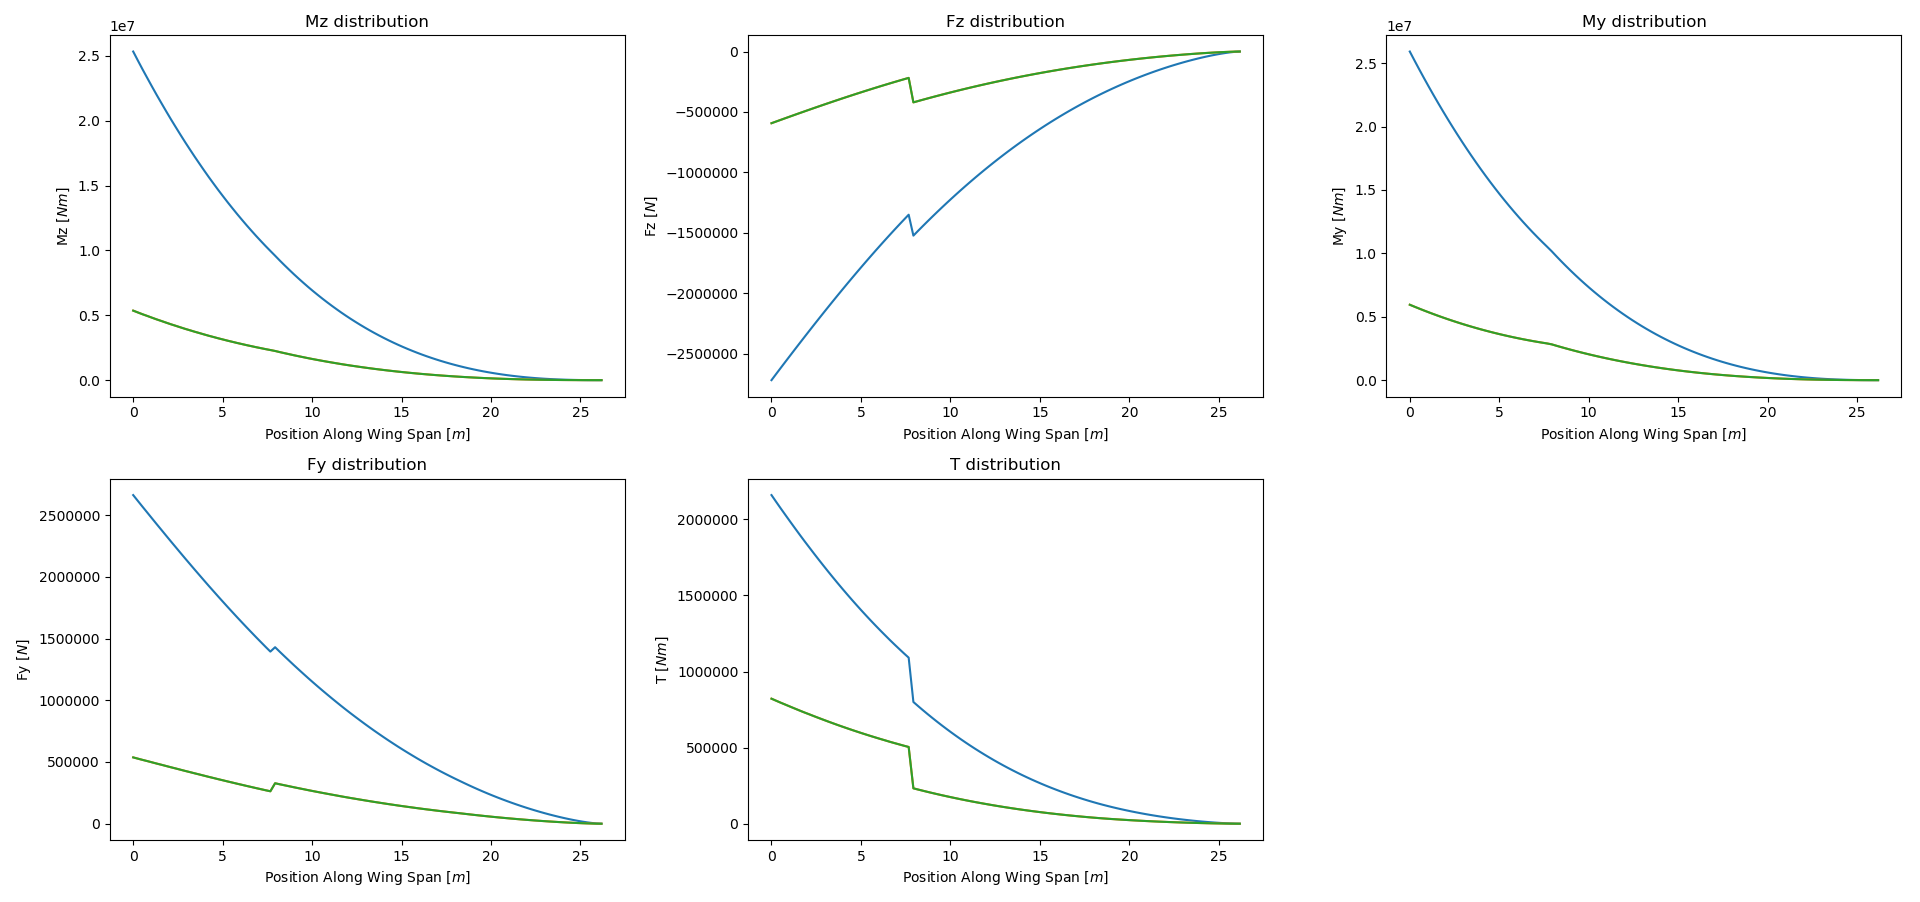 Mz distribution
1e7
2.5
2.0
1.5
1.0
0.5
0.0
Mz [Nm]
0 5 10 15 20 25
Position Along Wing Span [m]
Fz distribution
0
−500000
−1000000
−1500000
−2000000
−2500000
Fz [N]
0 5 10 15 20 25
Position Along Wing Span [m]
My distribution
1e7
2.5
2.0
1.5
1.0
0.5
0.0
My [Nm]
0 5 10 15 20 25
Position Along Wing Span [m]
Fy distribution
2500000
2000000
1500000
1000000
500000
0
Fy [N]
0 5 10 15 20 25
Position Along Wing Span [m]
T distribution
2000000
1500000
1000000
500000
0
T [Nm]
0 5 10 15 20 25
Position Along Wing Span [m]